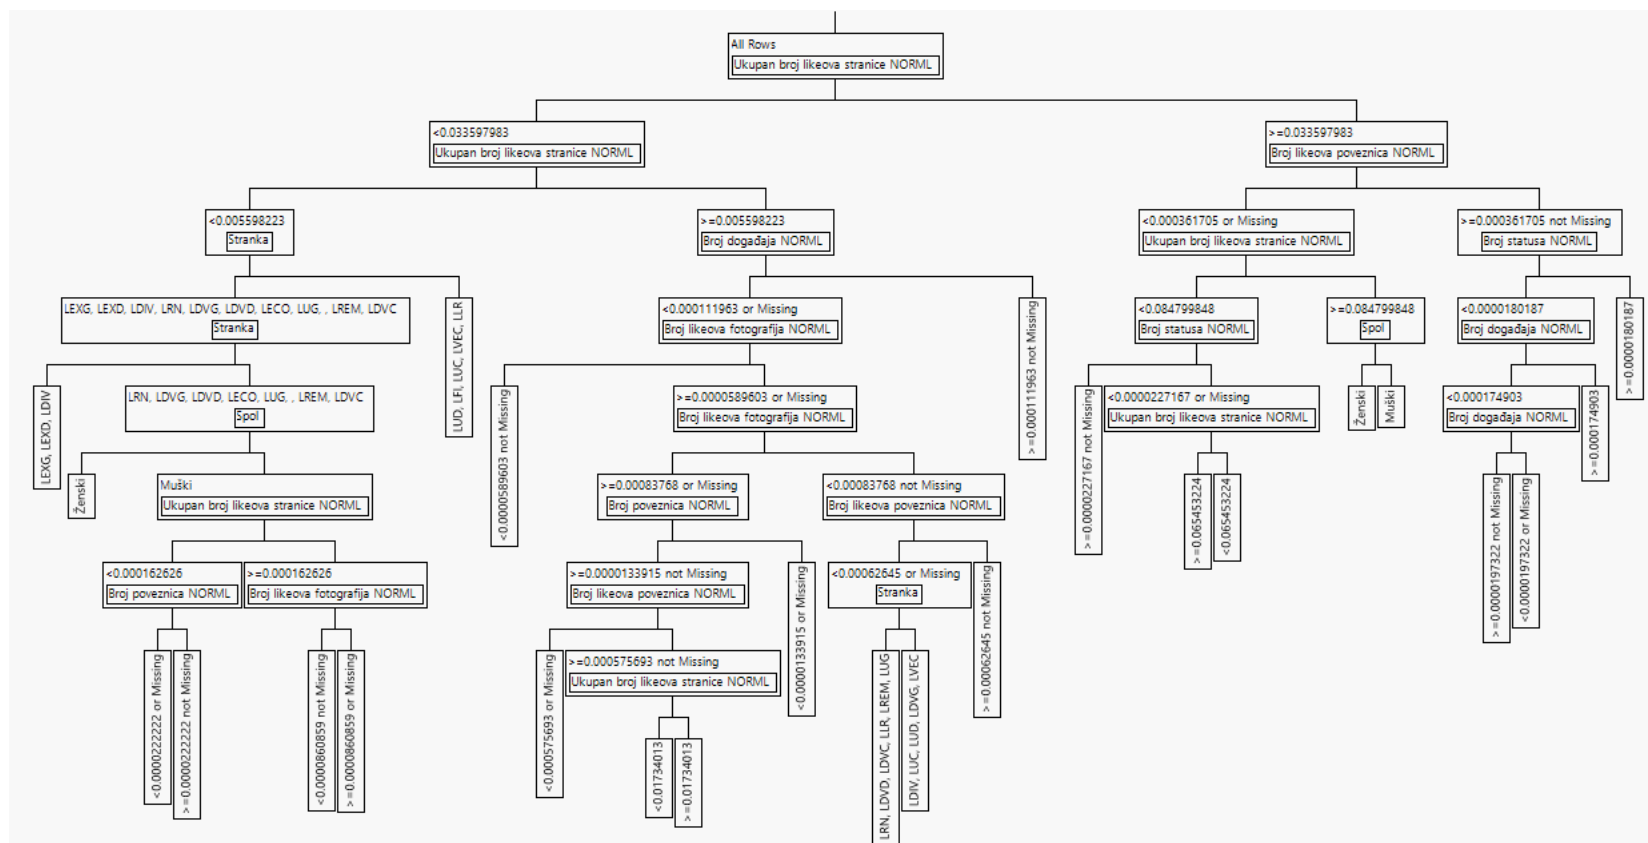 All Rows
Ukupan broj likeova stranice NORML
<0.033597983
Ukupan broj likeova stranice NORML
>=0.033597983
Broj likeova poveznica NORML
<0.005598223
Stranka
>=0.005598223
Broj događaja NORML
<0.000361705 or Missing
Ukupan broj likeova stranice NORML
>=0.000361705 not Missing
Broj statusa NORML
LEXG, LEXD, LDIV, LRN, LDVG, LDVD, LECO, LUG, , LREM, LDVC
Stranka
LUD, LFI, LUC, LVEC, LLR
<0.000111963 or Missing
Broj likeova fotografija NORML
>=0.000111963 not Missing
<0.084799848
Broj statusa NORML
>=0.084799848
Spol
<0.0000180187
Broj događaja NORML
>=0.0000180187
LEXG, LEXD, LDIV
LRN, LDVG, LDVD, LECO, LUG, , LREM, LDVC
Spol
<0.0000589603 not Missing
>=0.0000589603 or Missing
Broj likeova fotografija NORML
>=0.0000227167 not Missing
<0.0000227167 or Missing
Ukupan broj likeova stranice NORML
Ženski
Muški
<0.000174903
Broj događaja NORML
>=0.000174903
Ženski
Muški
Ukupan broj likeova stranice NORML
>=0.00083768 or Missing
Broj poveznica NORML
<0.00083768 not Missing
Broj likeova poveznica NORML
>=0.065453224
<0.065453224
>=0.0000197322 not Missing
<0.0000197322 or Missing
<0.000162626
Broj poveznica NORML
>=0.000162626
Broj likeova fotografija NORML
>=0.0000133915 not Missing
Broj likeova poveznica NORML
<0.0000133915 or Missing
<0.00062645 or Missing
Stranka
>=0.00062645 not Missing
<0.0000222222 or Missing
>=0.0000222222 not Missing
<0.0000860859 not Missing
>=0.0000860859 or Missing
<0.000575693 or Missing
>=0.000575693 not Missing
Ukupan broj likeova stranice NORML
LRN, LDVD, LDVC, LLR, LREM, LUG
LDIV, LUC, LUD, LDVG, LVEC
<0.01734013
>=0.01734013